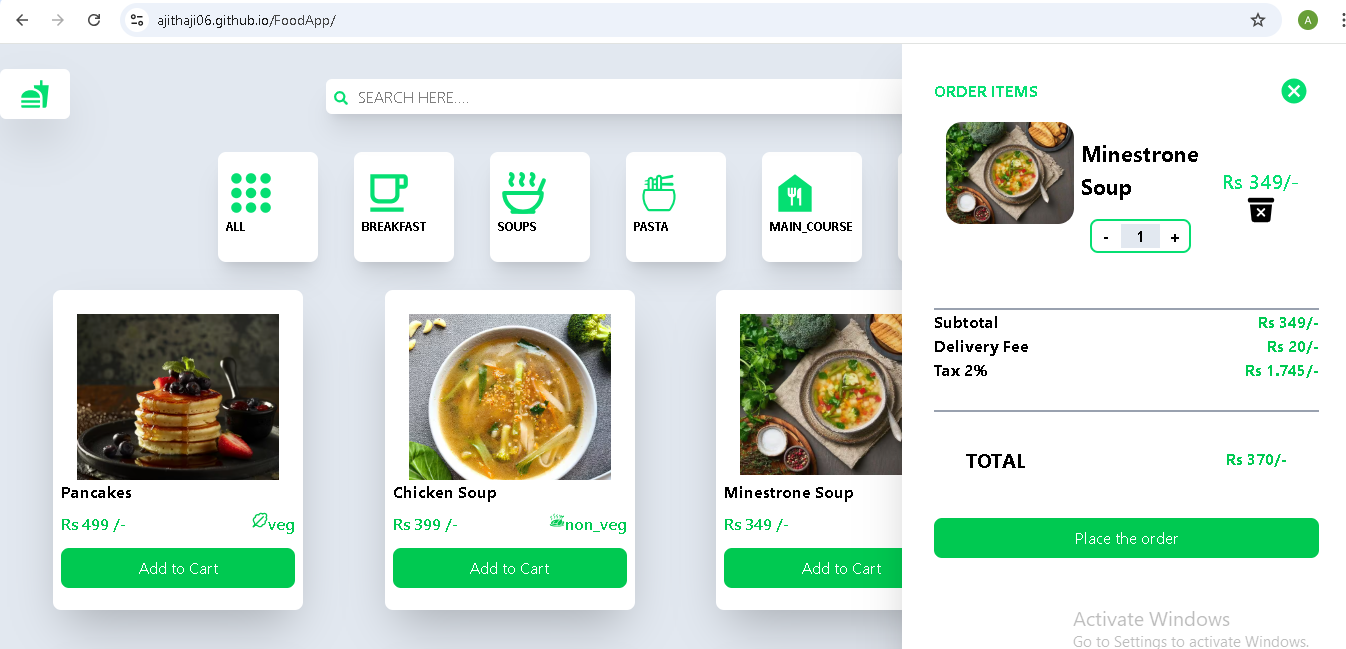 ajithaji06.github.io/FoodApp/
A
SEARCH HERE....
ALL
BREAKFAST
SOUPS
PASTA
MAIN_COURSE
Pancakes
Rs 499 /-
veg
Add to Cart
Chicken Soup
Rs 399 /-
non_veg
Add to Cart
Minestrone Soup
Rs 349 /-
Add to Cart
ORDER ITEMS
Minestrone
Soup
Rs 349/-
- 1 +
Subtotal Rs 349/-
Delivery Fee Rs 20/-
Tax 2% Rs 1.745/-
TOTAL Rs 370/-
Place the order
Activate Windows
Go to Settings to activate Windows.